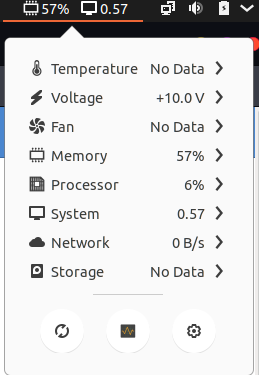 57% 0.57
Temperature No Data
Voltage +10.0 V
Fan No Data
Memory 57%
Processor 6%
System 0.57
Network 0 B/s
Storage No Data